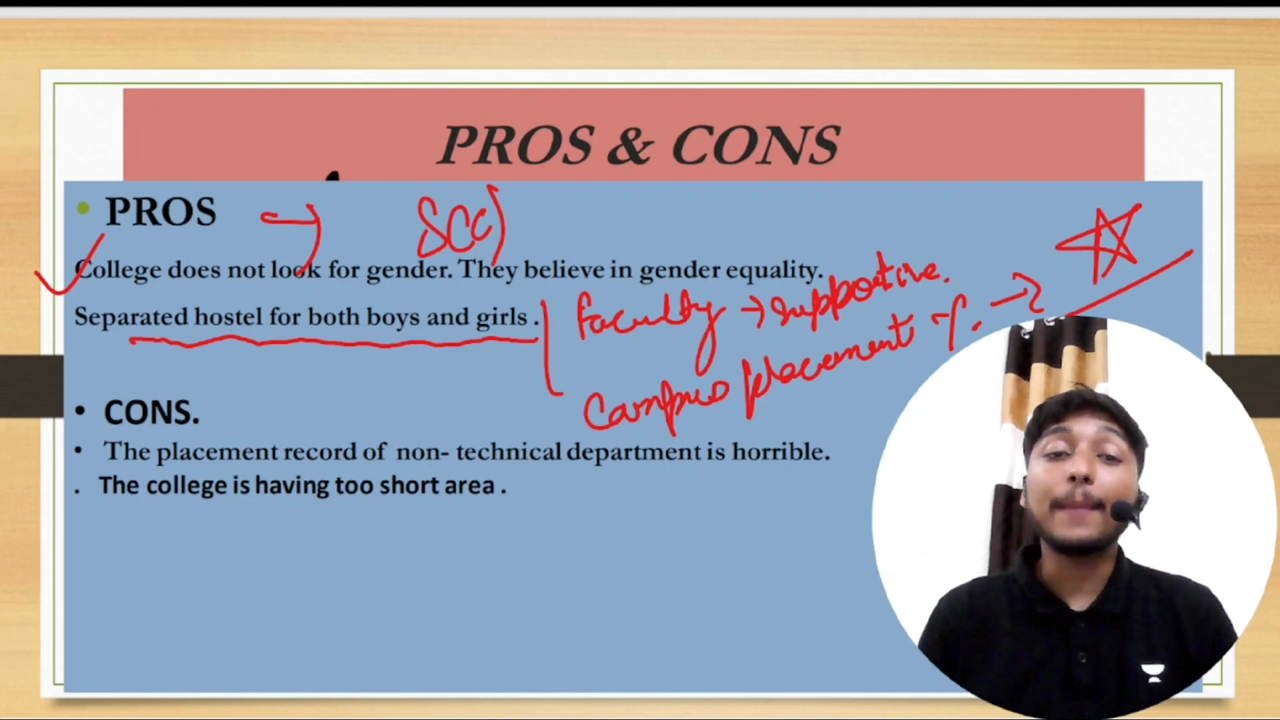 PROS & CONS
• PROS
College does not look for gender. They believe in gender equality.
Separated hostel for both boys and girls .
faculty → supportive.
Campus placement %. →
• CONS.
• The placement record of non- technical department is horrible.
. The college is having too short area .